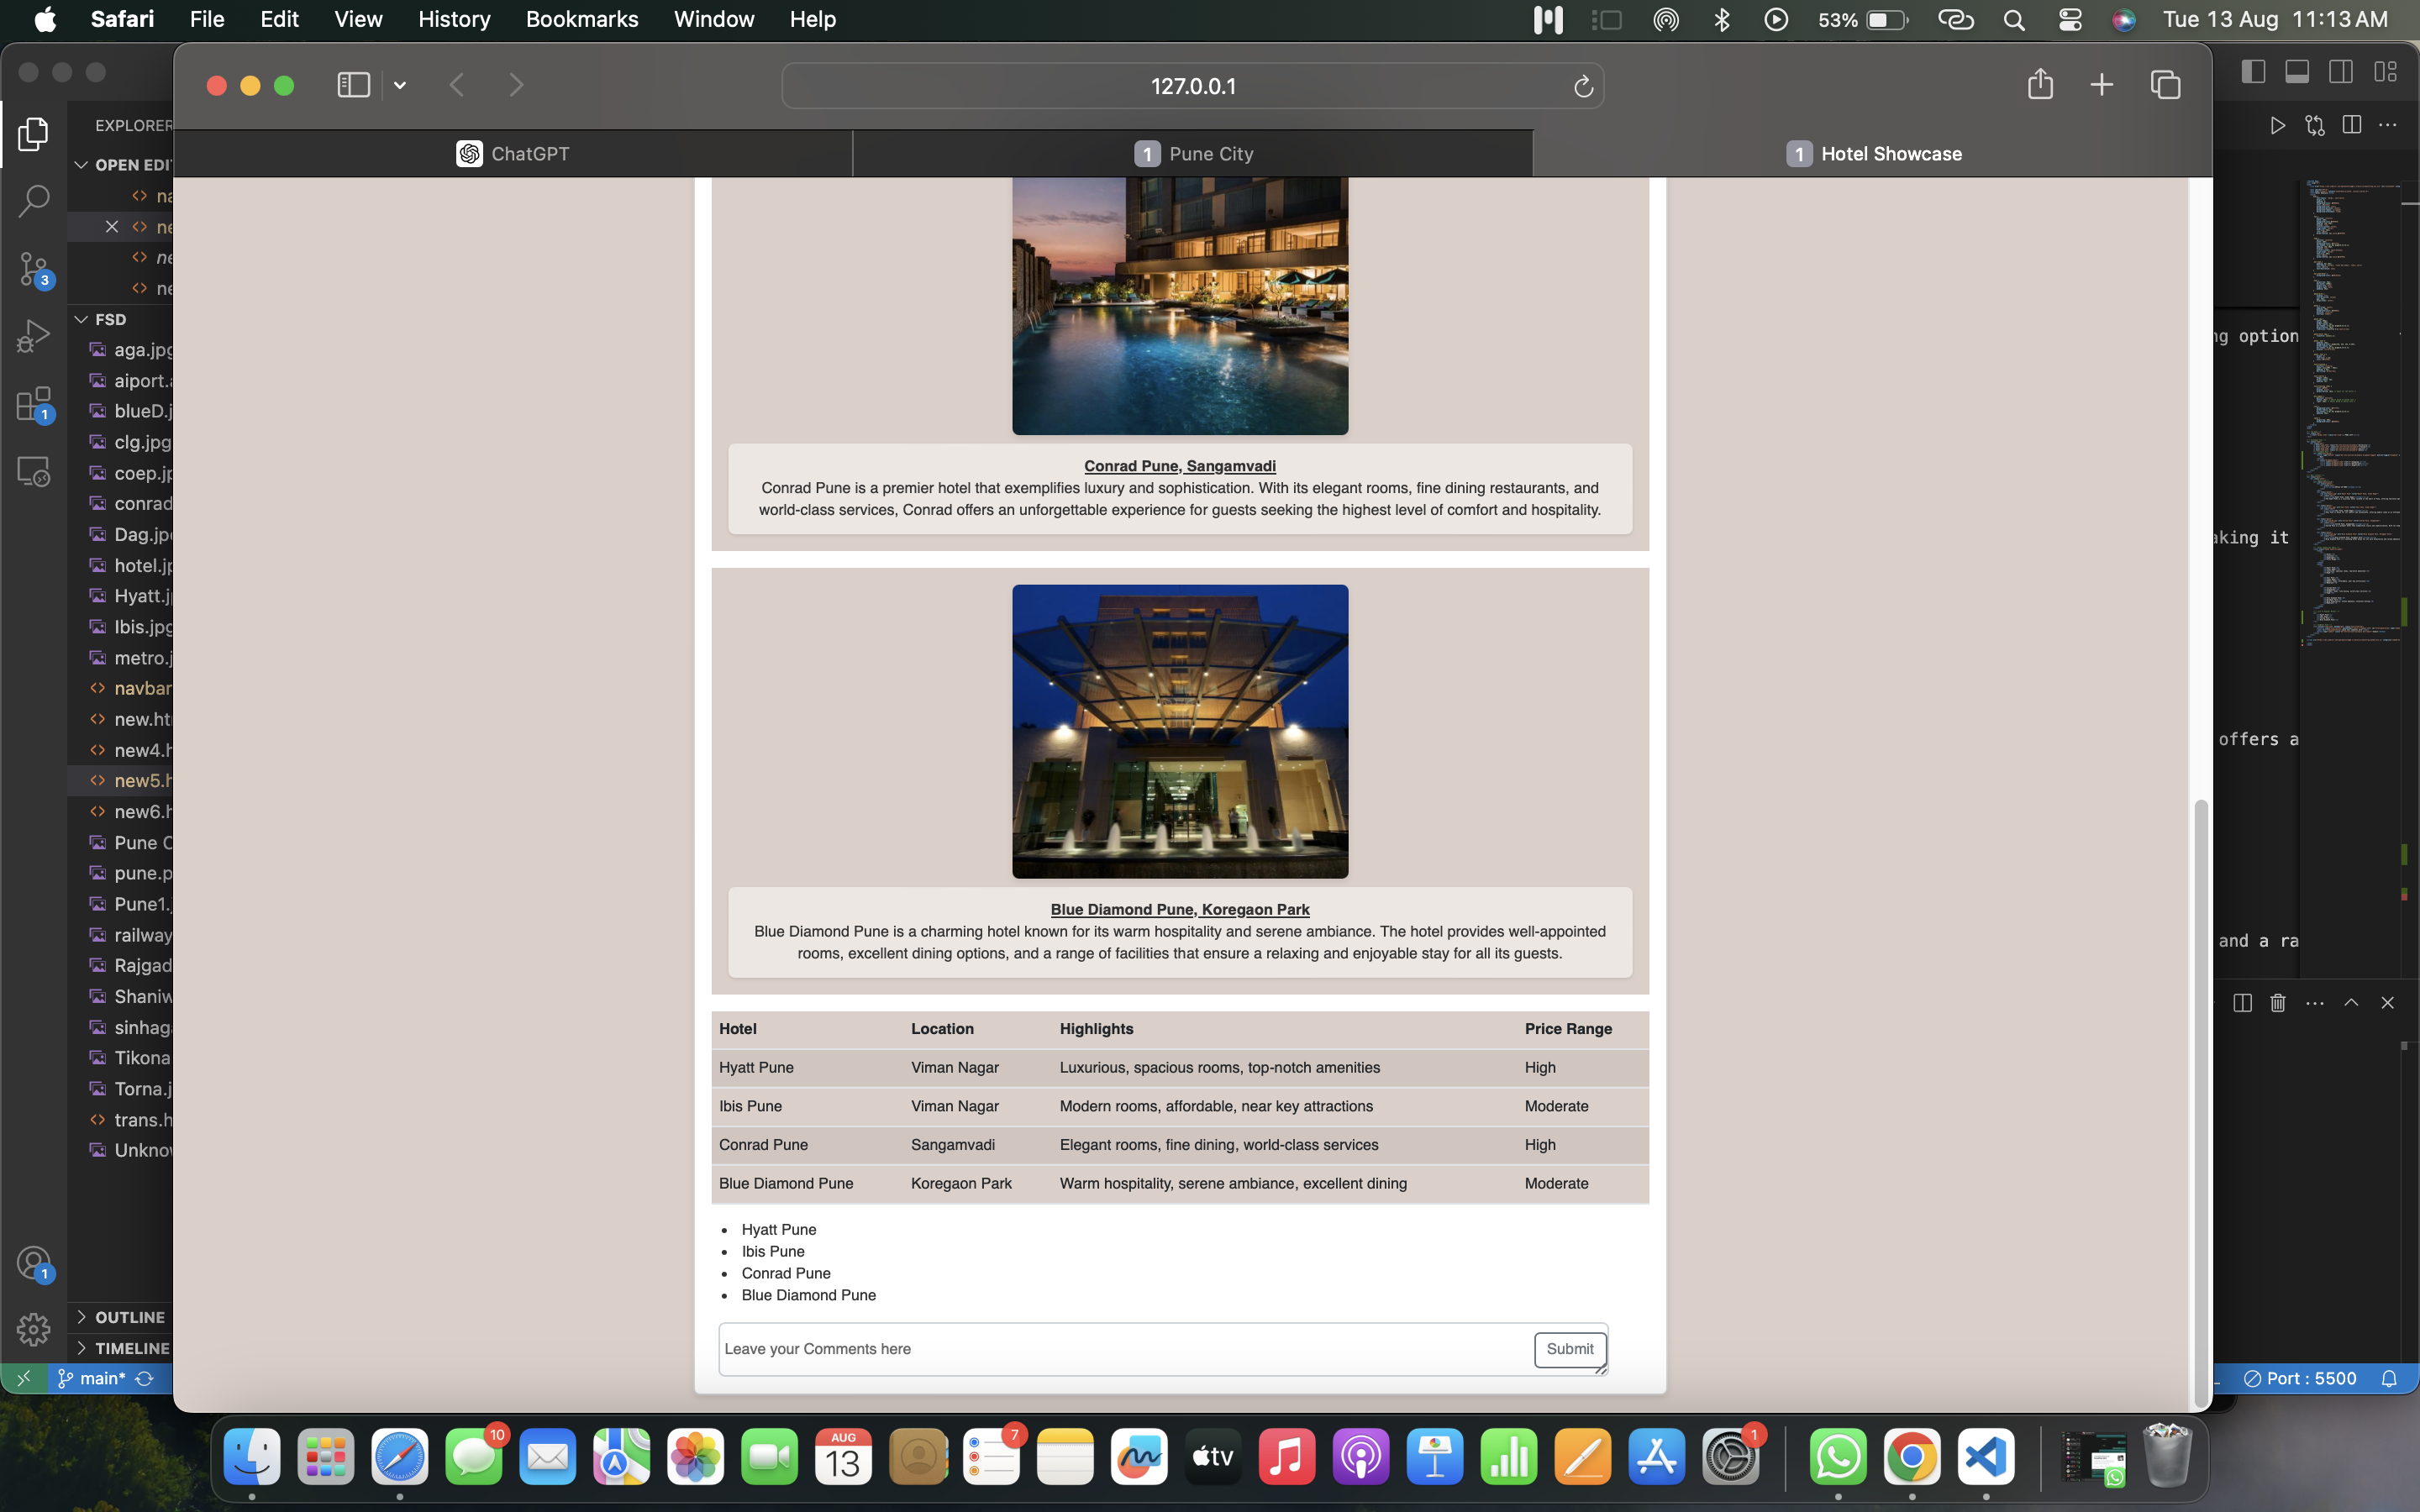 Safari File Edit View History Bookmarks Window Help 53% Tue 13 Aug 11:13 AM
127.0.0.1
ChatGPT
1 Pune City
1 Hotel Showcase
EXPLORER
OPEN EDI
na
ne
ne
ne
3
FSD
aga.jpg
aiport.a
blueD.j
1
clg.jpg
coep.jp
conrad
Dag.jpe
hotel.jp
Hyatt.j
Ibis.jpg
metro.j
navbar
new.ht
new4.h
new5.h
new6.h
Pune C
pune.p
Pune1.
railway
Rajgad
Shaniw
sinhag
Tikona
Torna.j
trans.h
Unknow
1
OUTLINE
TIMELINE
main*
Conrad Pune, Sangamvadi
Conrad Pune is a premier hotel that exemplifies luxury and sophistication. With its elegant rooms, fine dining restaurants, and
world-class services, Conrad offers an unforgettable experience for guests seeking the highest level of comfort and hospitality.
Blue Diamond Pune, Koregaon Park
Blue Diamond Pune is a charming hotel known for its warm hospitality and serene ambiance. The hotel provides well-appointed
rooms, excellent dining options, and a range of facilities that ensure a relaxing and enjoyable stay for all its guests.
Hotel Location Highlights Price Range
Hyatt Pune Viman Nagar Luxurious, spacious rooms, top-notch amenities High
Ibis Pune Viman Nagar Modern rooms, affordable, near key attractions Moderate
Conrad Pune Sangamvadi Elegant rooms, fine dining, world-class services High
Blue Diamond Pune Koregaon Park Warm hospitality, serene ambiance, excellent dining Moderate
• Hyatt Pune
• Ibis Pune
• Conrad Pune
• Blue Diamond Pune
Leave your Comments here
Submit
ng option
aking it
offers a
and a ra
Port : 5500
10
AUG
13
7
tv
1